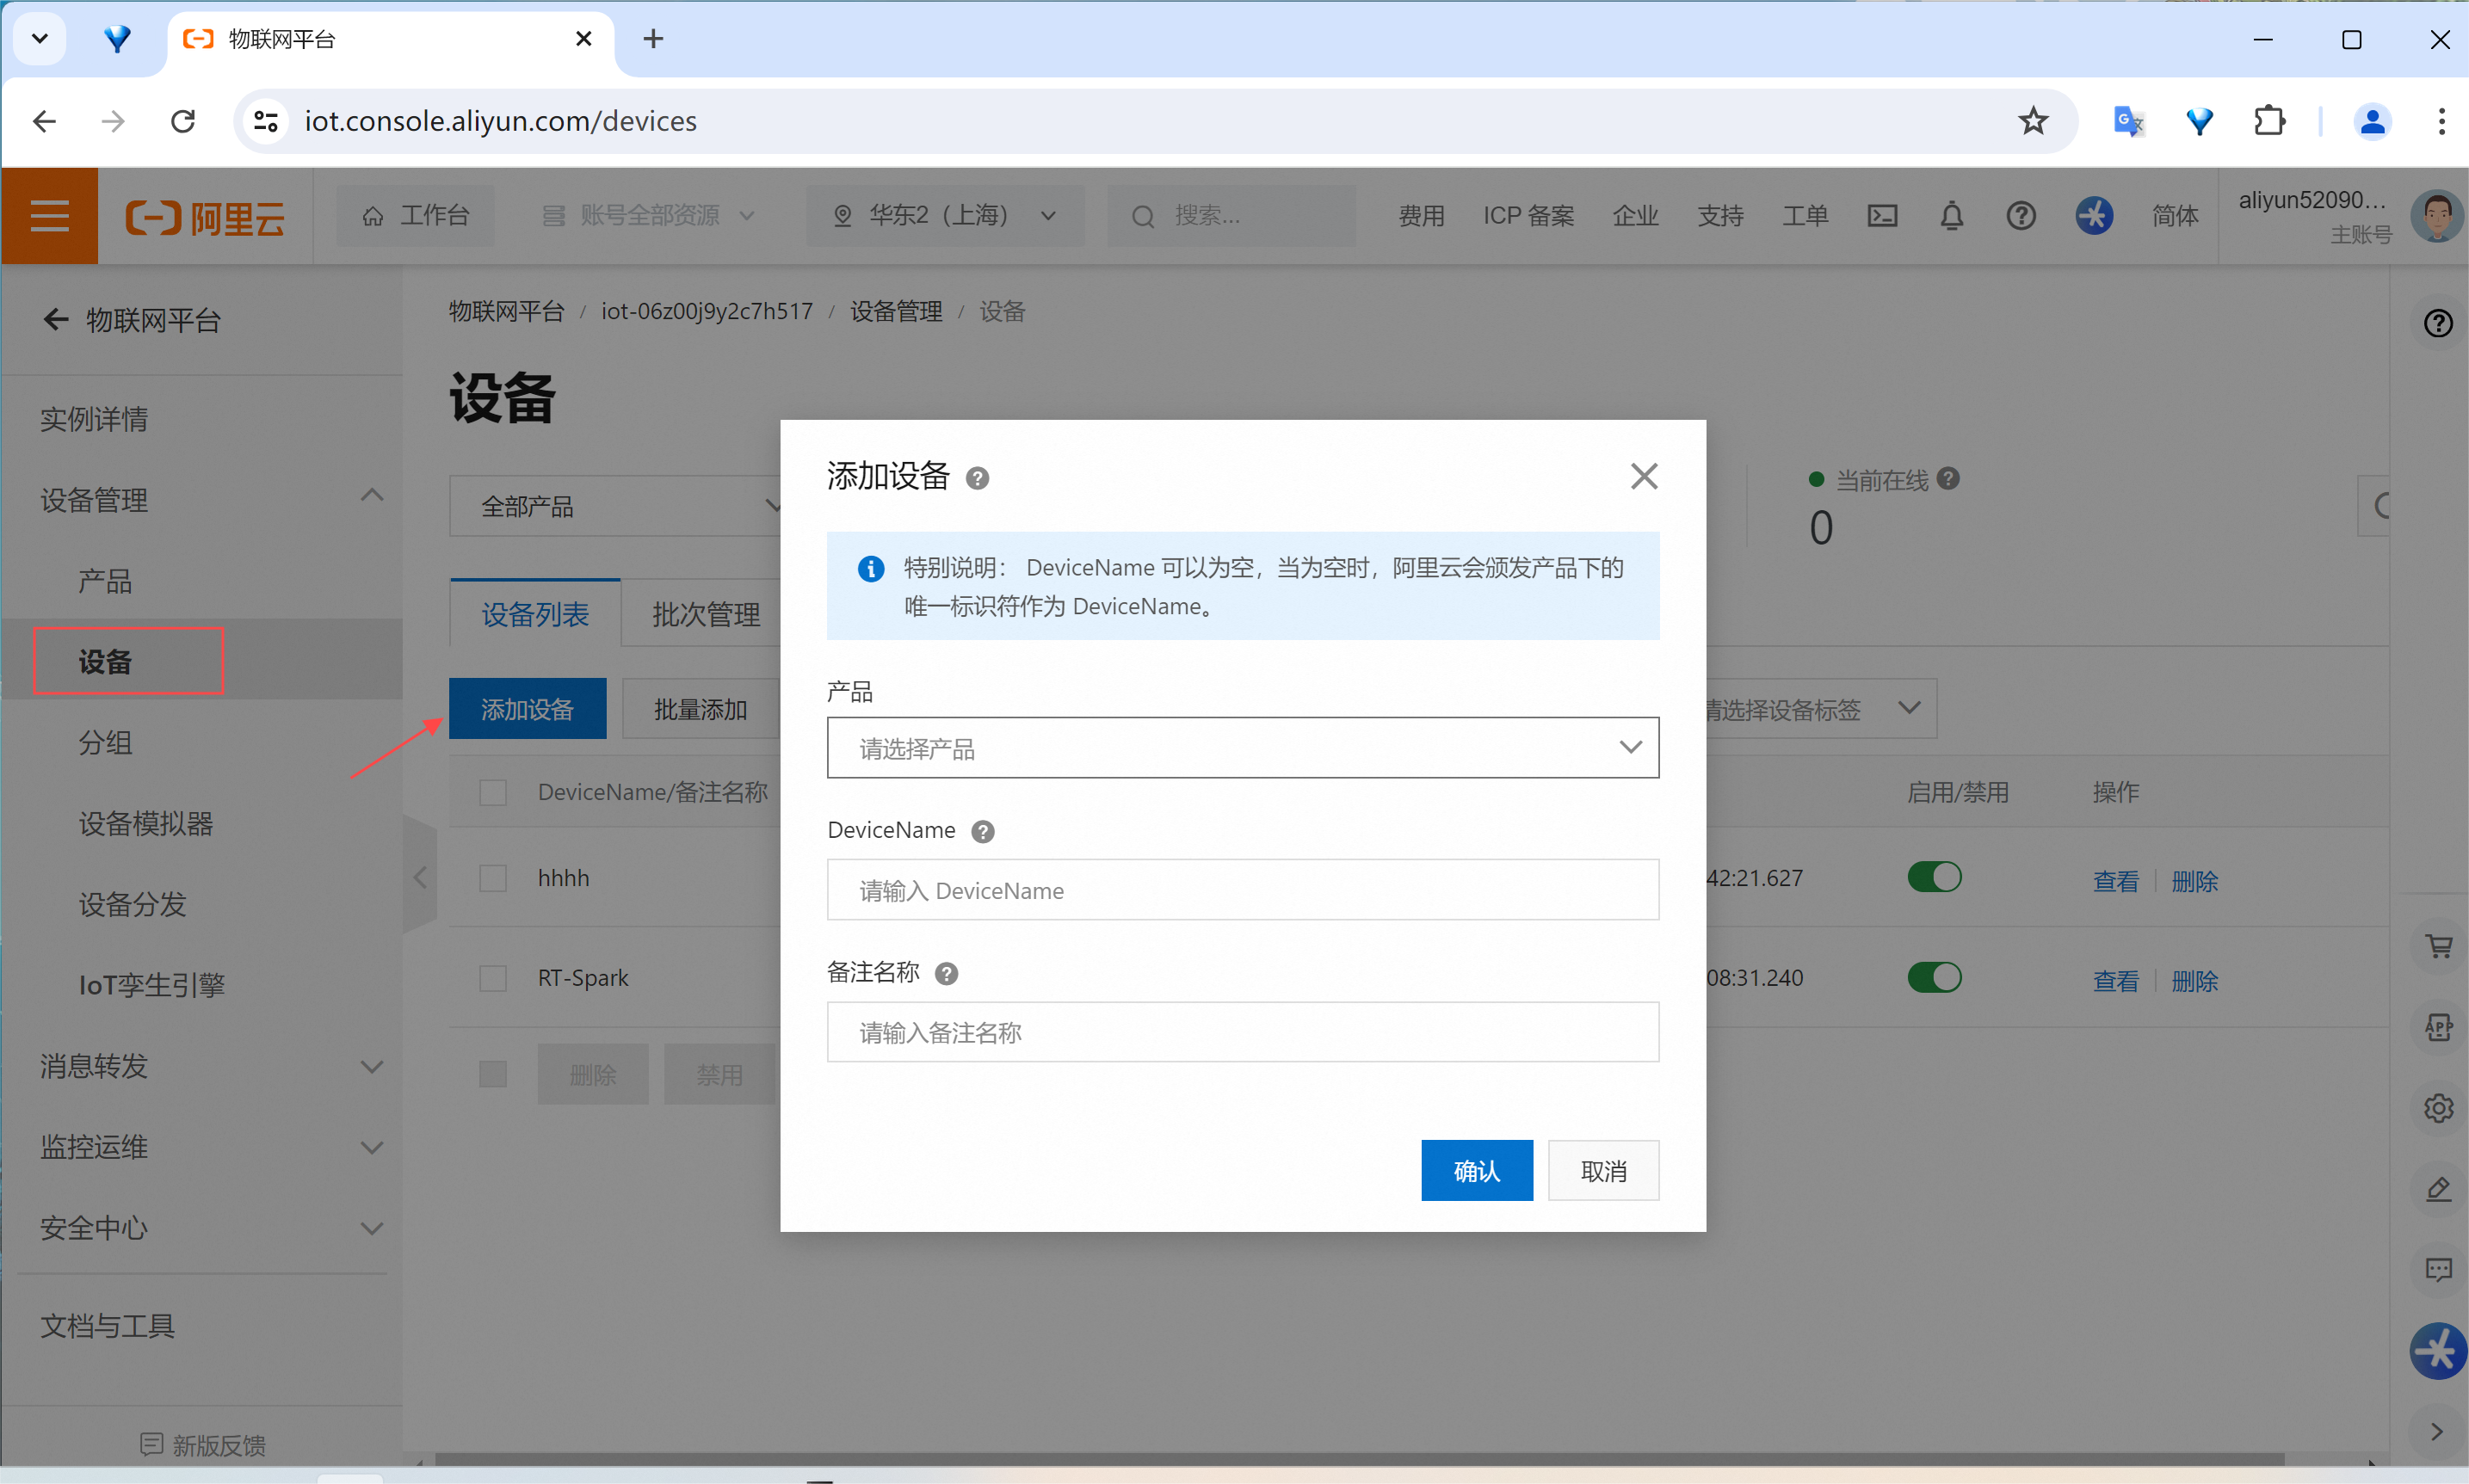 物联网平台
iot.console.aliyun.com/devices
阿里云
工作台
账号全部资源
华东2（上海）
搜索...
费用
ICP 备案
企业
支持
工单
简体
aliyun52090...
主账号
物联网平台
实例详情
设备管理
产品
设备
分组
设备模拟器
设备分发
IoT孪生引擎
消息转发
监控运维
安全中心
文档与工具
新版反馈
物联网平台 / iot-06z00j9y2c7h517 / 设备管理 / 设备
设备
全部产品
当前在线
0
设备列表
批次管理
添加设备
批量添加
请选择设备标签
DeviceName/备注名称
启用/禁用
操作
hhhh
42:21.627
查看
删除
RT-Spark
08:31.240
查看
删除
删除
禁用
添加设备
特别说明： DeviceName 可以为空，当为空时，阿里云会颁发产品下的
唯一标识符作为 DeviceName。
产品
请选择产品
DeviceName
请输入 DeviceName
备注名称
请输入备注名称
确认
取消
APP